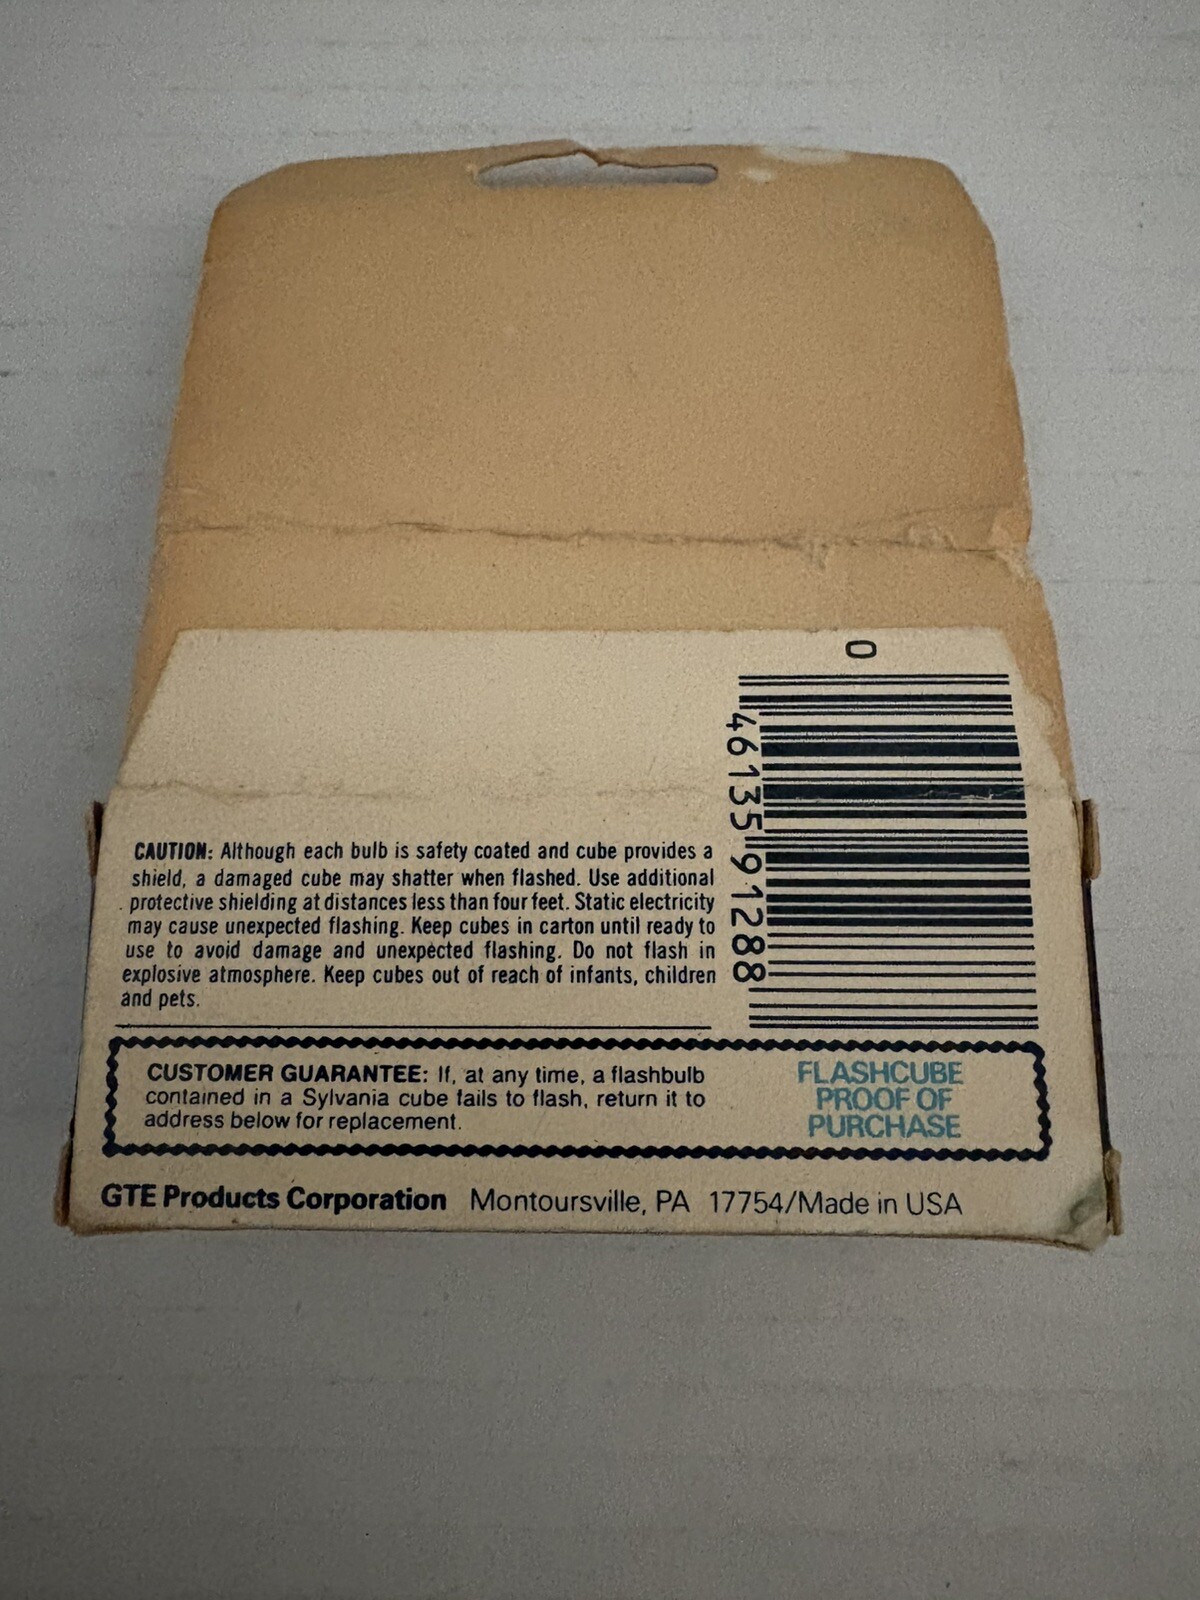 0
46135 91288
CAUTION: Although each bulb is safety coated and cube provides a
shield, a damaged cube may shatter when flashed. Use additional
protective shielding at distances less than four feet. Static electricity
may cause unexpected flashing. Keep cubes in carton until ready to
use to avoid damage and unexpected flashing. Do not flash in
explosive atmosphere. Keep cubes out of reach of infants, children
and pets.
CUSTOMER GUARANTEE: If, at any time, a flashbulb
contained in a Sylvania cube fails to flash, return it to
address below for replacement.
FLASHCUBE
PROOF OF
PURCHASE
GTE Products Corporation Montoursville, PA 17754/Made in USA